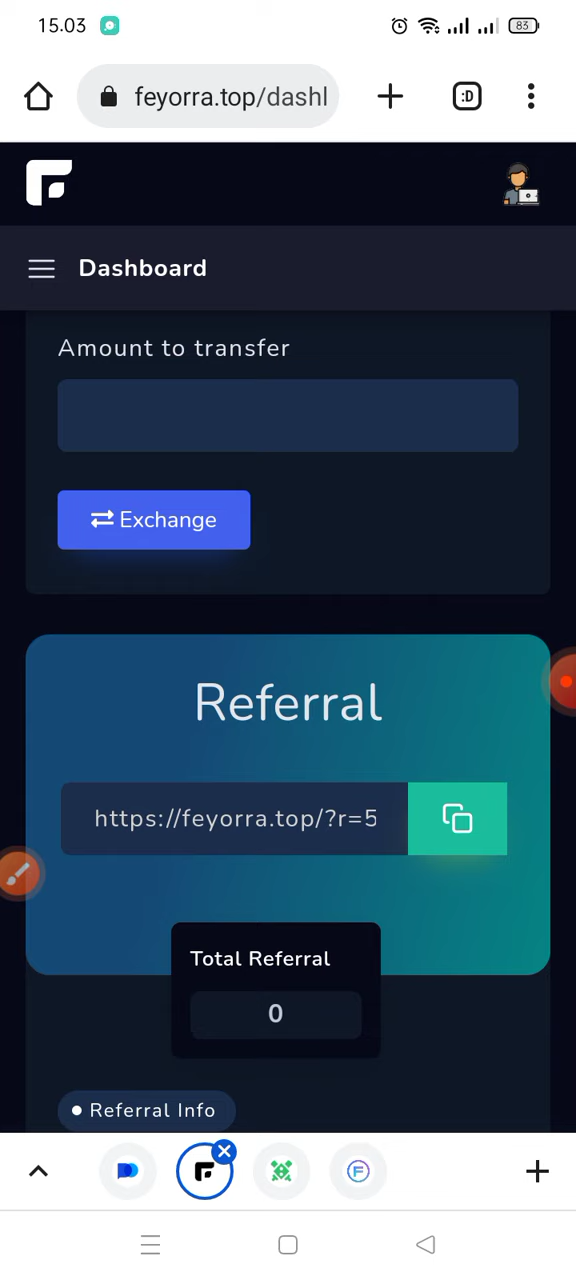 15.03
83
feyorra.top/dashl
:D
Dashboard
Amount to transfer
Exchange
Referral
https://feyorra.top/?r=5
Total Referral
0
Referral Info